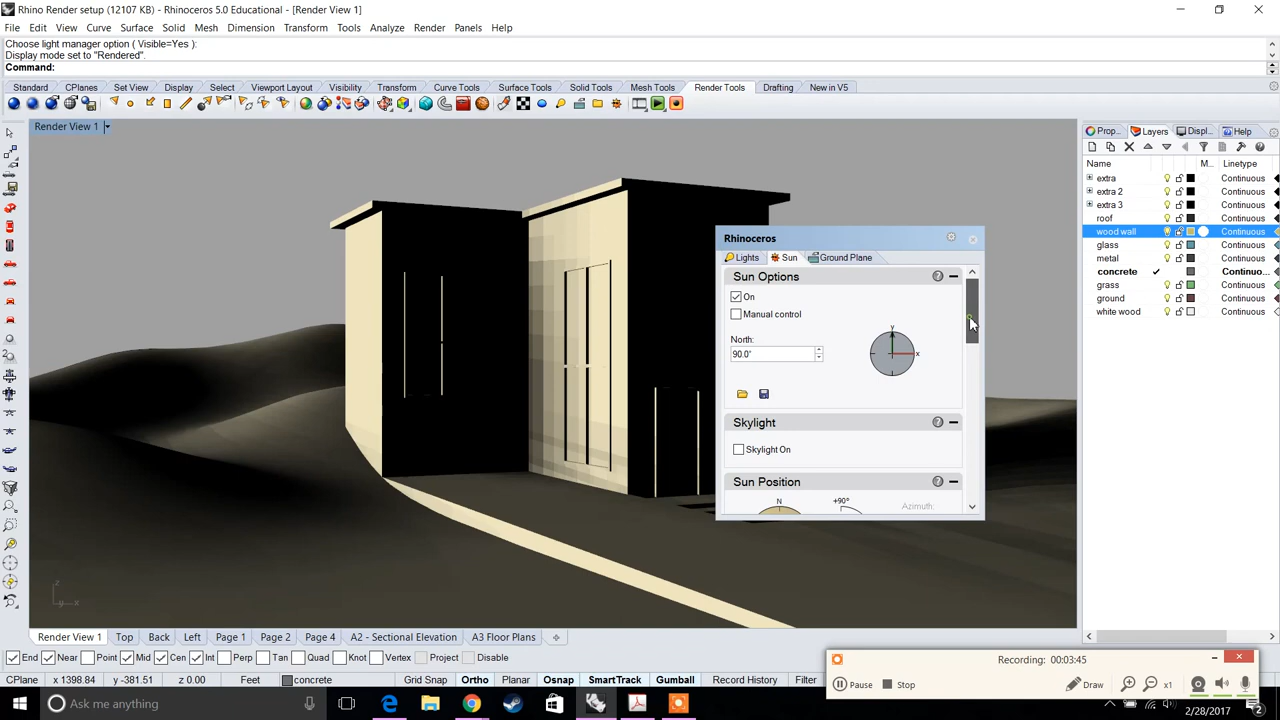 Rhino Render setup (12107 KB) - Rhinoceros 5.0 Educational - [Render View 1]
File Edit View Curve Surface Solid Mesh Dimension Transform Tools Analyze Render Panels Help
Choose light manager option ( Visible=Yes ):
Display mode set to "Rendered".
Command:
Standard CPlanes Set View Display Select Viewport Layout Visibility Transform Curve Tools Surface Tools Solid Tools Mesh Tools Render Tools Drafting New in V5
Render View 1
Prop... Layers Displ... Help
Name M... Linetype
extra Continuous
extra 2 Continuous
extra 3 Continuous
roof Continuous
wood wall Continuous
glass Continuous
metal Continuous
concrete Continuo...
grass Continuous
ground Continuous
white wood Continuous
Rhinoceros
Lights Sun Ground Plane
Sun Options
On
Manual control
North:
90.0°
y
x
Skylight
Skylight On
Sun Position
N +90° Azimuth:
z
y x
Render View 1 Top Back Left Page 1 Page 2 Page 4 A2 - Sectional Elevation A3 Floor Plans
End Near Point Mid Cen Int Perp Tan Quad Knot Vertex Project Disable
CPlane x 1398.84 y -381.51 z 0.00 Feet concrete Grid Snap Ortho Planar Osnap SmartTrack Gumball Record History Filter
Recording: 00:03:45
Pause Stop Draw x1
Ask me anything
2/28/2017
2